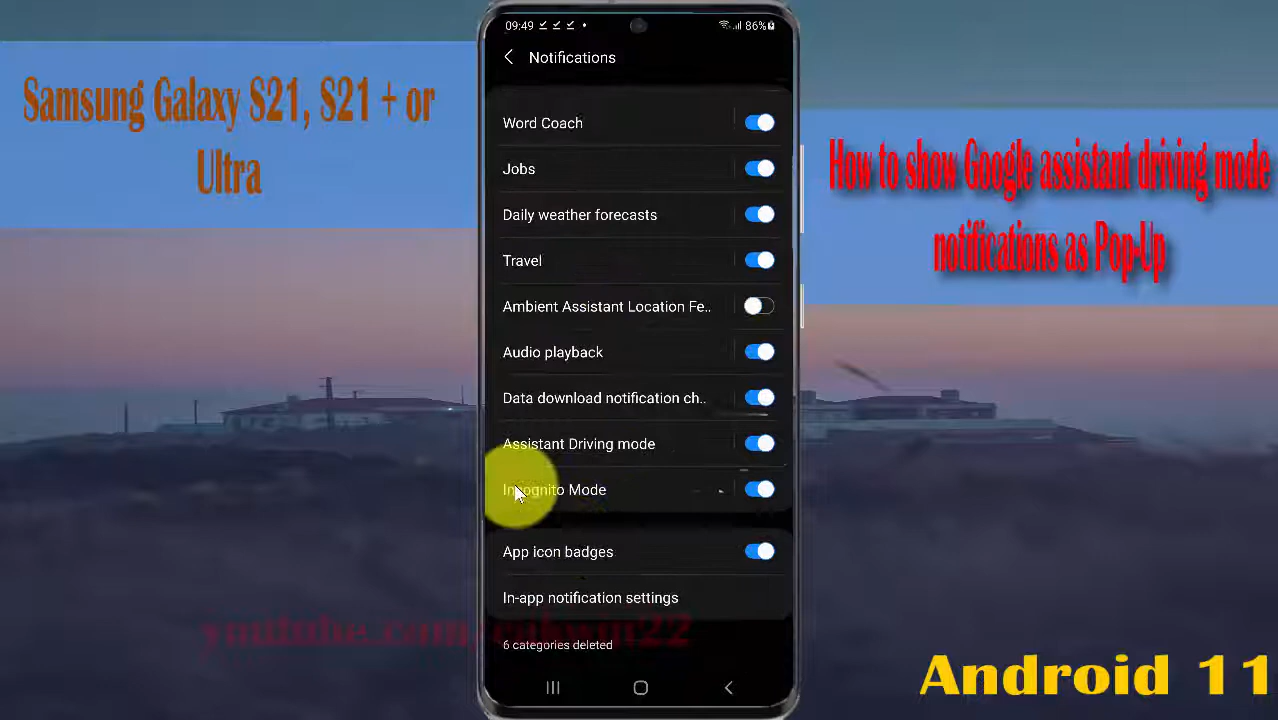 Samsung Galaxy S21, S21 + or
Ultra
09:49
86%
Notifications
Word Coach
Jobs
Daily weather forecasts
Travel
Ambient Assistant Location Fe..
Audio playback
Data download notification ch..
Assistant Driving mode
Incognito Mode
App icon badges
In-app notification settings
6 categories deleted
How to show Google assistant driving mode
notifications as Pop-Up
Android 11